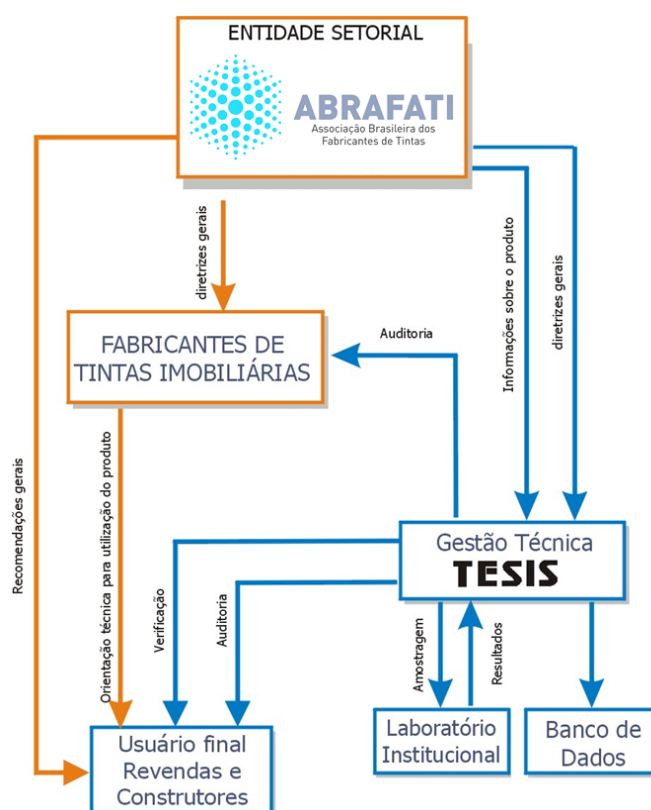 ENTIDADE SETORIAL
ABRAFATI
Associação Brasileira dos
Fabricantes de Tintas
diretrizes gerais
Informações sobre o produto
diretrizes gerais
FABRICANTES DE
TINTAS IMOBILIÁRIAS
Auditoria
Recomendações gerais
Orientação técnica para utilização do produto
Verificação
Auditoria
Gestão Técnica
TESIS
Amostragem
Resultados
Usuário final
Revendas e
Construtores
Laboratório
Institucional
Banco de
Dados